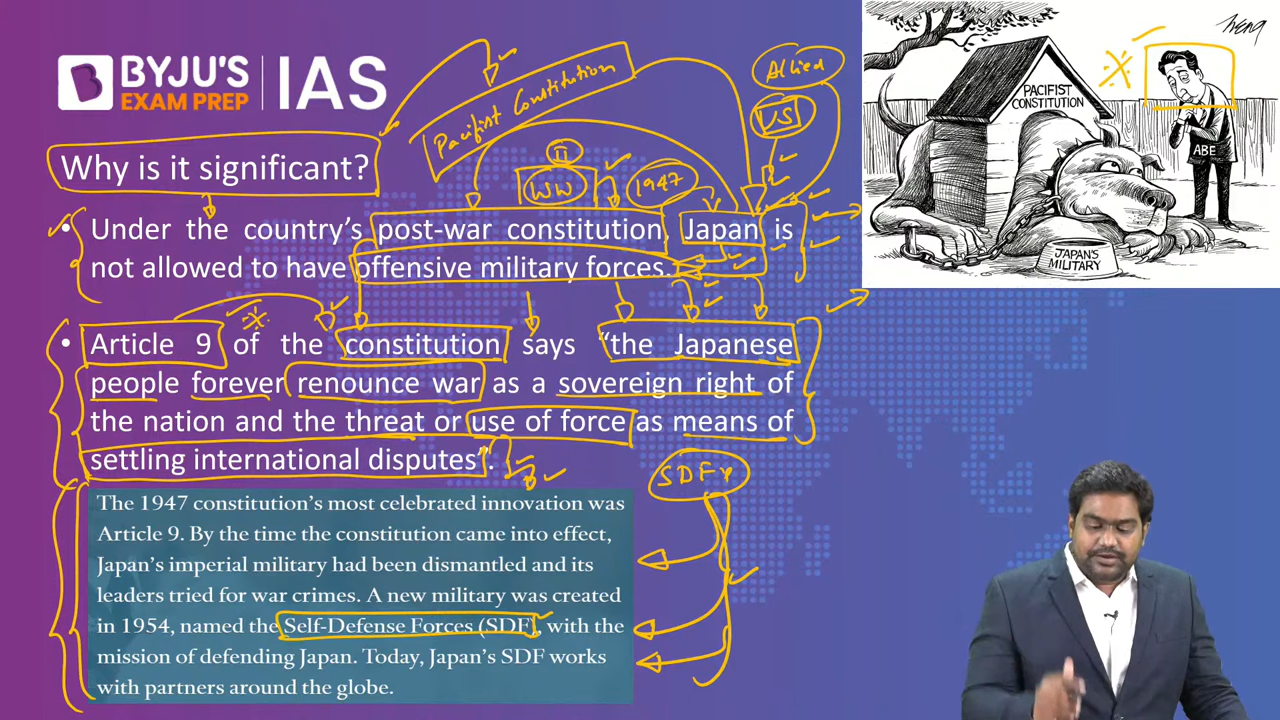 BYJU'S
EXAM PREP
IAS
Pacifist Constitution
Allied
US
II
WW
1947
Why is it significant?
• Under the country's post-war constitution, Japan is
not allowed to have offensive military forces.
• Article 9 of the constitution says "the Japanese
people forever renounce war as a sovereign right of
the nation and the threat or use of force as means of
settling international disputes".
SDF
The 1947 constitution's most celebrated innovation was
Article 9. By the time the constitution came into effect,
Japan's imperial military had been dismantled and its
leaders tried for war crimes. A new military was created
in 1954, named the Self-Defense Forces (SDF), with the
mission of defending Japan. Today, Japan's SDF works
with partners around the globe.
PACIFIST
CONSTITUTION
ABE
JAPAN'S
MILITARY